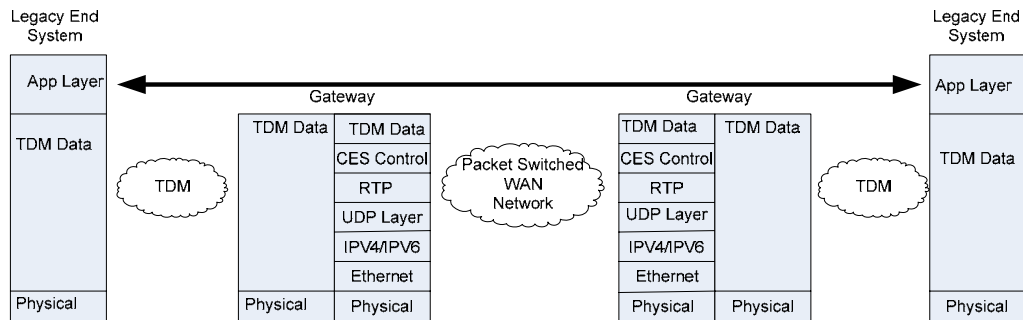 Legacy End
System
App Layer
TDM Data
Physical
TDM
Gateway
TDM Data
Physical
TDM Data
CES Control
RTP
UDP Layer
IPV4/IPV6
Ethernet
Physical
Packet Switched
WAN
Network
Gateway
TDM Data
CES Control
RTP
UDP Layer
IPV4/IPV6
Ethernet
Physical
TDM Data
Physical
TDM
Legacy End
System
App Layer
TDM Data
Physical